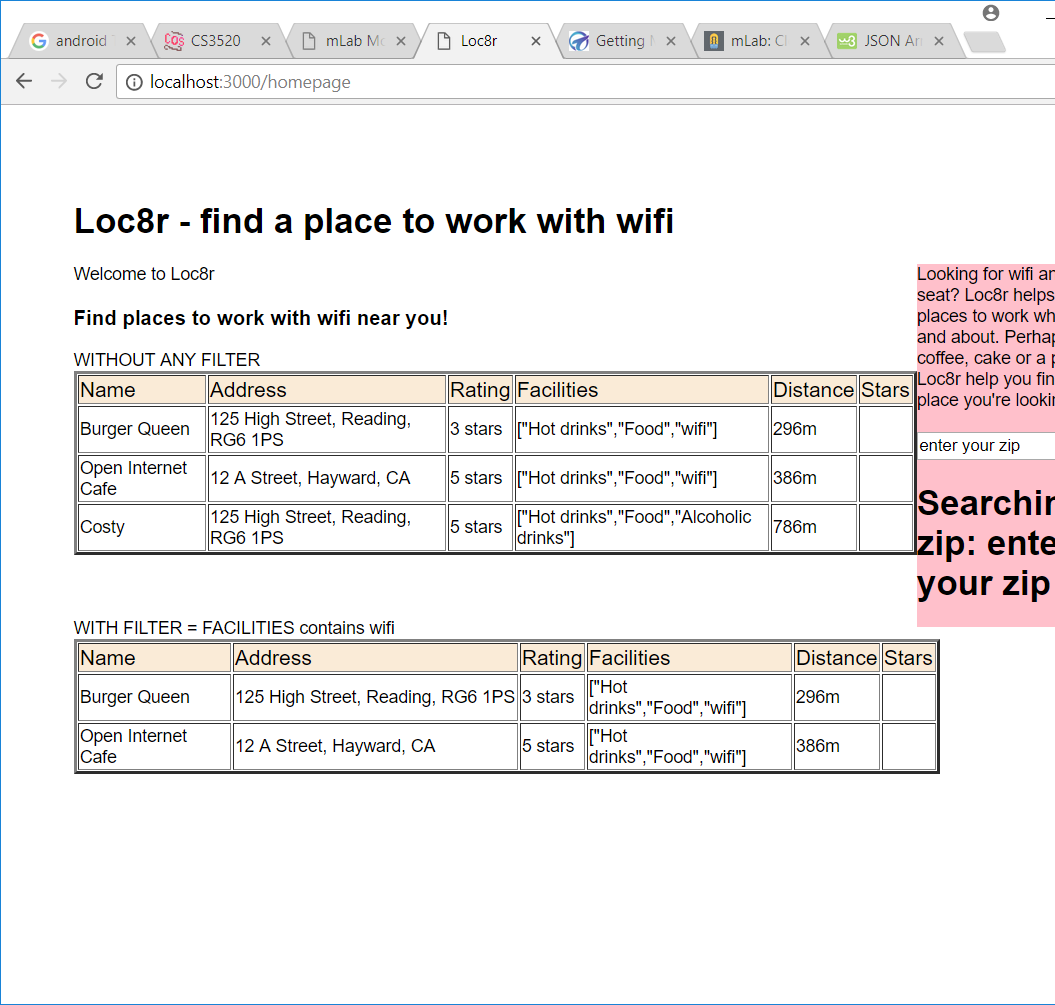 android
CS3520
mLab Mo
Loc8r
Getting
mLab: Cl
JSON Arr
localhost:3000/homepage
Loc8r - find a place to work with wifi
Welcome to Loc8r
Find places to work with wifi near you!
WITHOUT ANY FILTER
Name Address Rating Facilities Distance Stars
Burger Queen 125 High Street, Reading, RG6 1PS 3 stars ["Hot drinks","Food","wifi"] 296m
Open Internet Cafe 12 A Street, Hayward, CA 5 stars ["Hot drinks","Food","wifi"] 386m
Costy 125 High Street, Reading, RG6 1PS 5 stars ["Hot drinks","Food","Alcoholic drinks"] 786m
WITH FILTER = FACILITIES contains wifi
Name Address Rating Facilities Distance Stars
Burger Queen 125 High Street, Reading, RG6 1PS 3 stars ["Hot drinks","Food","wifi"] 296m
Open Internet Cafe 12 A Street, Hayward, CA 5 stars ["Hot drinks","Food","wifi"] 386m
Looking for wifi
seat? Loc8r helps
places to work
and about.
coffee, cake or a
Loc8r help you
place you're
enter your zip
zip:
your zip